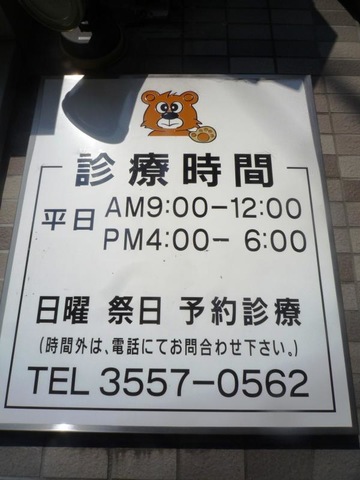 診療時間
平日 AM9:00-12:00
PM4:00- 6:00
日曜 祭日 予約診療
(時間外は、電話にてお問合わせ下さい。)
TEL 3557-0562